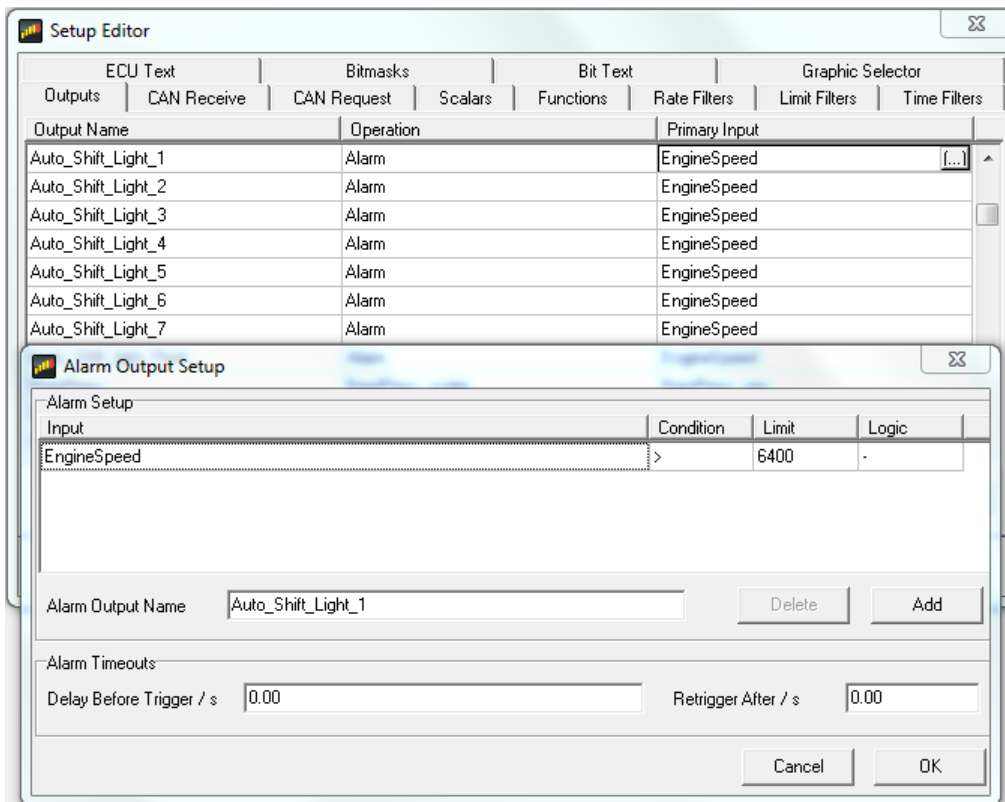 Setup Editor
ECU Text Bitmasks Bit Text Graphic Selector
Outputs CAN Receive CAN Request Scalars Functions Rate Filters Limit Filters Time Filters
Output Name Operation Primary Input
Auto_Shift_Light_1 Alarm EngineSpeed [...]
Auto_Shift_Light_2 Alarm EngineSpeed
Auto_Shift_Light_3 Alarm EngineSpeed
Auto_Shift_Light_4 Alarm EngineSpeed
Auto_Shift_Light_5 Alarm EngineSpeed
Auto_Shift_Light_6 Alarm EngineSpeed
Auto_Shift_Light_7 Alarm EngineSpeed
Alarm Output Setup
Alarm Setup
Input Condition Limit Logic
EngineSpeed > 6400 -
Alarm Output Name Auto_Shift_Light_1 Delete Add
Alarm Timeouts
Delay Before Trigger / s 0.00 Retrigger After / s 0.00
Cancel OK